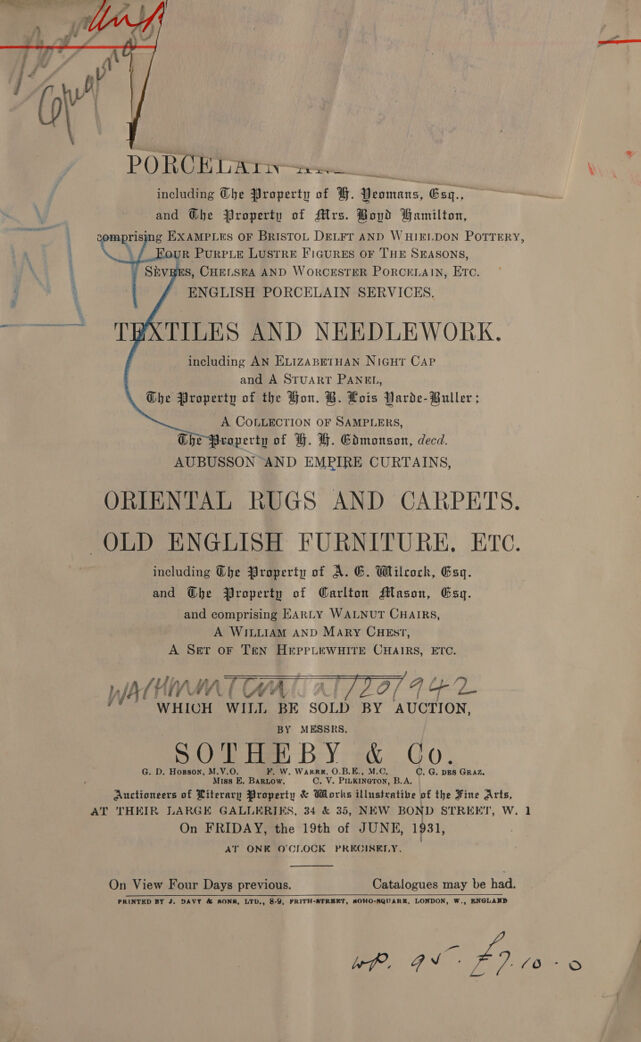 PORCELAIN
including The Property of H. Yeomans, Esq.,
and The Property of Mrs. Boyd Hamilton,
comprising EXAMPLES OF BRISTOL DELFT AND WHIELDON POTTERY,
FOUR PURPLE LUSTRE FIGURES OF THE SEASONS,
SEVRES, CHELSEA AND WORCESTER PORCELAIN, ETC.
ENGLISH PORCELAIN SERVICES.
TEXTILES AND NEEDLEWORK.
including AN ELIZABETHAN NIGHT CAP
and A STUART PANEL,
The Property of the Hon. B. Lois Yarde-Buller;
A COLLECTION OF SAMPLERS,
The Property of H. H. Edmonson, decd.
AUBUSSON AND EMPIRE CURTAINS,
ORIENTAL RUGS AND CARPETS.
OLD ENGLISH FURNITURE, ETC.
including The Property of A. E. Wilcock, Esq.
and The Property of Carlton Mason, Esq.
and comprising EARLY WALNUT CHAIRS,
A WILLIAM AND MARY CHEST,
A SET OF TEN HEPPLEWHITE CHAIRS, ETC.
WHICH WILL BE SOLD BY AUCTION,
BY MESSRS.
SOTHEBY & Co.
G. D. HOBSON, M.V.O. F. W. WARRE, O.B.E., M.C. C. G. DES GRAZ.
MISS E. BARLOW. C. V. PILKINGTON, B.A.
Auctioneers of Literary Property & Works illustrative of the Fine Arts,
AT THEIR LARGE GALLERIES, 34 & 35, NEW BOND STREET, W. 1
On FRIDAY, the 19th of JUNE, 1931,
AT ONE O'CLOCK PRECISELY.
On View Four Days previous. Catalogues may be had.
PRINTED BY J. DAVY & SONS, LTD., 8-9, FRITH-STREET, SOHO-SQUARE, LONDON, W., ENGLAND
£7.10.0